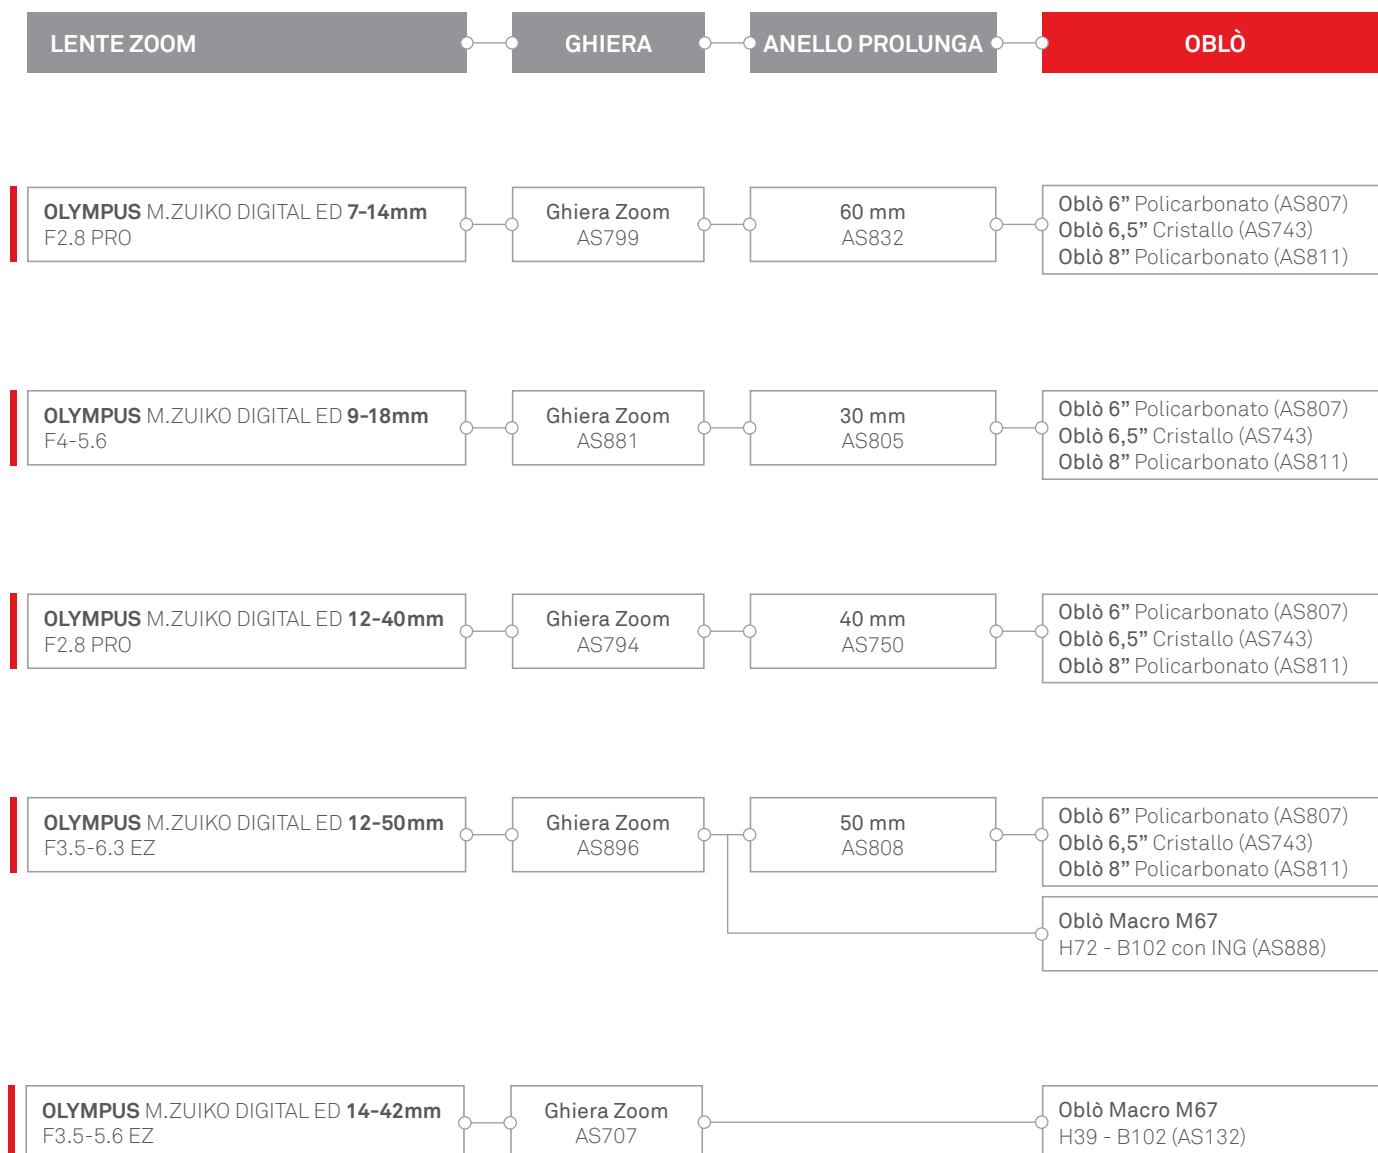 LENTE ZOOM
GHIERA
ANELLO PROLUNGA
OBLÒ
OLYMPUS M.ZUIKO DIGITAL ED 7-14mm
F2.8 PRO
Ghiera Zoom
AS799
60 mm
AS832
Oblò 6” Policarbonato (AS807)
Oblò 6,5” Cristallo (AS743)
Oblò 8” Policarbonato (AS811)
OLYMPUS M.ZUIKO DIGITAL ED 9-18mm
F4-5.6
Ghiera Zoom
AS881
30 mm
AS805
Oblò 6” Policarbonato (AS807)
Oblò 6,5” Cristallo (AS743)
Oblò 8” Policarbonato (AS811)
OLYMPUS M.ZUIKO DIGITAL ED 12-40mm
F2.8 PRO
Ghiera Zoom
AS794
40 mm
AS750
Oblò 6” Policarbonato (AS807)
Oblò 6,5” Cristallo (AS743)
Oblò 8” Policarbonato (AS811)
OLYMPUS M.ZUIKO DIGITAL ED 12-50mm
F3.5-6.3 EZ
Ghiera Zoom
AS896
50 mm
AS808
Oblò 6” Policarbonato (AS807)
Oblò 6,5” Cristallo (AS743)
Oblò 8” Policarbonato (AS811)
Oblò Macro M67
H72 - B102 con ING (AS888)
OLYMPUS M.ZUIKO DIGITAL ED 14-42mm
F3.5-5.6 EZ
Ghiera Zoom
AS707
Oblò Macro M67
H39 - B102 (AS132)